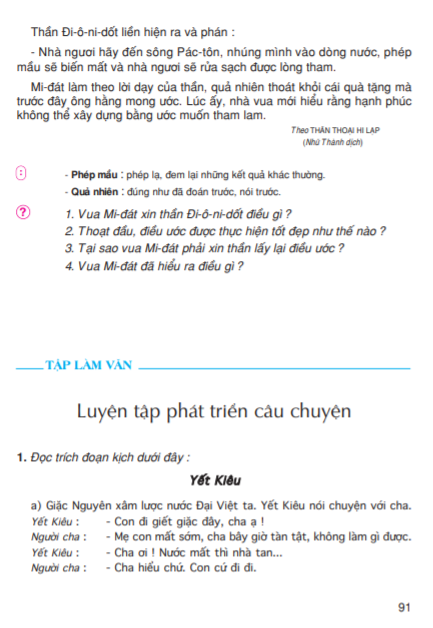 Thần Đi-ô-ni-dốt liền hiện ra và phán :
- Nhà ngươi hãy đến sông Pác-tôn, nhúng mình vào dòng nước, phép
mầu sẽ biến mất và nhà ngươi sẽ rửa sạch được lòng tham.
Mi-đát làm theo lời dạy của thần, quả nhiên thoát khỏi cái quà tặng mà
trước đây ông hằng mong ước. Lúc ấy, nhà vua mới hiểu rằng hạnh phúc
không thể xây dựng bằng ước muốn tham lam.
Theo THẦN THOẠI HI LẠP
(Nhữ Thành dịch)
- Phép mầu : phép lạ, đem lại những kết quả khác thường.
- Quả nhiên : đúng như đã đoán trước, nói trước.
? 1. Vua Mi-đát xin thần Đi-ô-ni-dốt điều gì ?
2. Thoạt đầu, điều ước được thực hiện tốt đẹp như thế nào ?
3. Tại sao vua Mi-đát phải xin thần lấy lại điều ước ?
4. Vua Mi-đát đã hiểu ra điều gì ?
TẬP LÀM VĂN
Luyện tập phát triển câu chuyện
1. Đọc trích đoạn kịch dưới đây :
Yết Kiêu
a) Giặc Nguyên xâm lược nước Đại Việt ta. Yết Kiêu nói chuyện với cha.
Yết Kiêu : - Con đi giết giặc đây, cha ạ !
Người cha : - Mẹ con mất sớm, cha bây giờ tàn tật, không làm gì được.
Yết Kiêu : - Cha ơi ! Nước mất thì nhà tan...
Người cha : - Cha hiểu chứ. Con cứ đi đi.
91